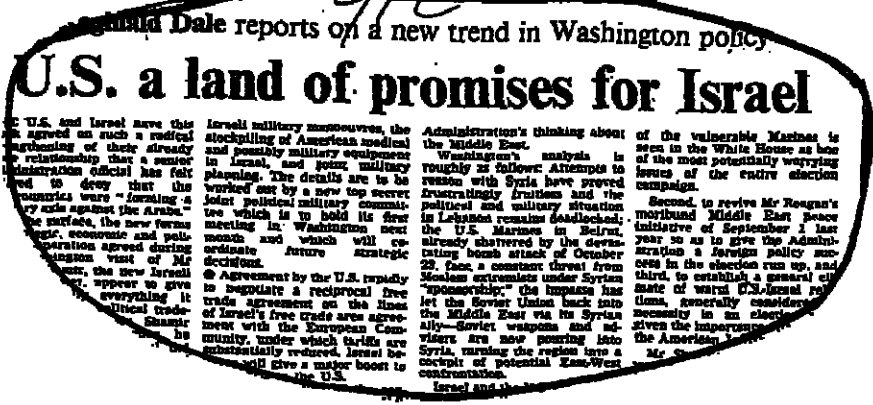 Dale reports on a new trend in Washington policy
U.S. a land of promises for Israel
U.S. and Israel have this
agreed on such a radical
of their already
relationship that a senior
official has felt
to deny that the
countries were "forming a
axis against the Arabs."
surface, the new forms
economic and
agreed during
visit of Mr
the new Israeli
appear to give
everything it
Shamir
he
Israeli military manoeuvres, the
stockpiling of American medical
and possibly military equipment
in Israel, and joint military
planning. The details are to be
worked out by a new top secret
joint political military commit-
tee which is to hold its first
meeting in Washington next
month and which will co-
ordinate future strategic
decisions.
● Agreement by the U.S. rapidly
to negotiate a reciprocal free
trade agreement on the lines
of Israel's free trade area agree-
ment with the European Com-
munity, under which tariffs are
substantially reduced. Israel be-
will give a major boost to
the U.S.
Administration's thinking about
the Middle East.
Washington's analysis is
roughly as follows: Attempts to
reason with Syria have proved
frustratingly fruitless and the
political and military situation
in Lebanon remains deadlocked;
the U.S. Marines in Beirut,
already shattered by the devas-
tating bomb attack of October
23, face a constant threat from
Moslem extremists under Syrian
"sponsorship;" the impasse has
let the Soviet Union back into
the Middle East via its Syrian
ally—Soviet weapons and ad-
visers are now pouring into
Syria, turning the region into a
cockpit of potential East-West
confrontation.
Israel and the
of the vulnerable Marines is
seen in the White House as one
of the most potentially worrying
issues of the entire election
campaign.
Second, to revive Mr Reagan's
moribund Middle East peace
initiative of September 1 last
year so as to give the Admini-
stration a foreign policy suc-
cess in the election run up, and
third, to establish a general cli-
mate of warm U.S.-Israel rela-
tions, generally considered
necessity in an election
given the importance
the American
Mr